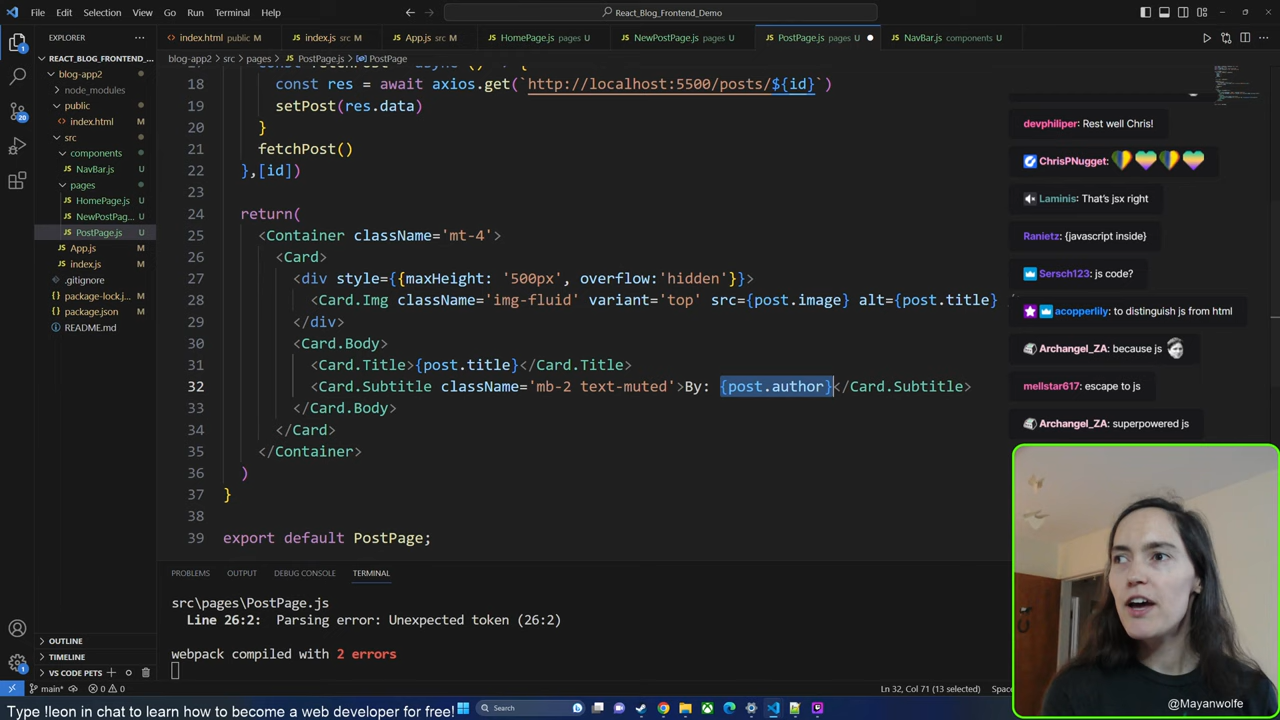 File Edit Selection View Go Run Terminal Help
React_Blog_Frontend_Demo
EXPLORER
index.html public M
index.js src M
App.js src M
HomePage.js pages U
NewPostPage.js pages U
PostPage.js pages U
NavBar.js components U
REACT_BLOG_FRONTEND_...
blog-app2
node_modules
public
index.html M
src
components
NavBar.js U
pages
HomePage.js U
NewPostPag... U
PostPage.js U
App.js M
index.js M
.gitignore
package-lock.j... M
package.json M
README.md
OUTLINE
TIMELINE
VS CODE PETS
blog-app2 > src > pages > PostPage.js > PostPage
18 const res = await axios.get(`http://localhost:5500/posts/${id}`)
19 setPost(res.data)
20 }
21 fetchPost()
22 },[id])
23
24 return(
25 <Container className='mt-4'>
26 <Card>
27 <div style={{maxHeight: '500px', overflow:'hidden'}}>
28 <Card.Img className='img-fluid' variant='top' src={post.image} alt={post.title}
29 </div>
30 <Card.Body>
31 <Card.Title>{post.title}</Card.Title>
32 <Card.Subtitle className='mb-2 text-muted'>By: {post.author}</Card.Subtitle>
33 </Card.Body>
34 </Card>
35 </Container>
36 )
37 }
38
39 export default PostPage;
devphiliper: Rest well Chris!
ChrisPNugget:
Laminis: That's jsx right
Ranietz: {javascript inside}
Sersch123: js code?
acopperlily: to distinguish js from html
Archangel_ZA: because js
mellstar617: escape to js
Archangel_ZA: superpowered js
PROBLEMS OUTPUT DEBUG CONSOLE TERMINAL
src\pages\PostPage.js
Line 26:2: Parsing error: Unexpected token (26:2)
webpack compiled with 2 errors
main* 0 0
Ln 32, Col 71 (13 selected)
Type !leon in chat to learn how to become a web developer for free!
Search
@Mayanwolfe